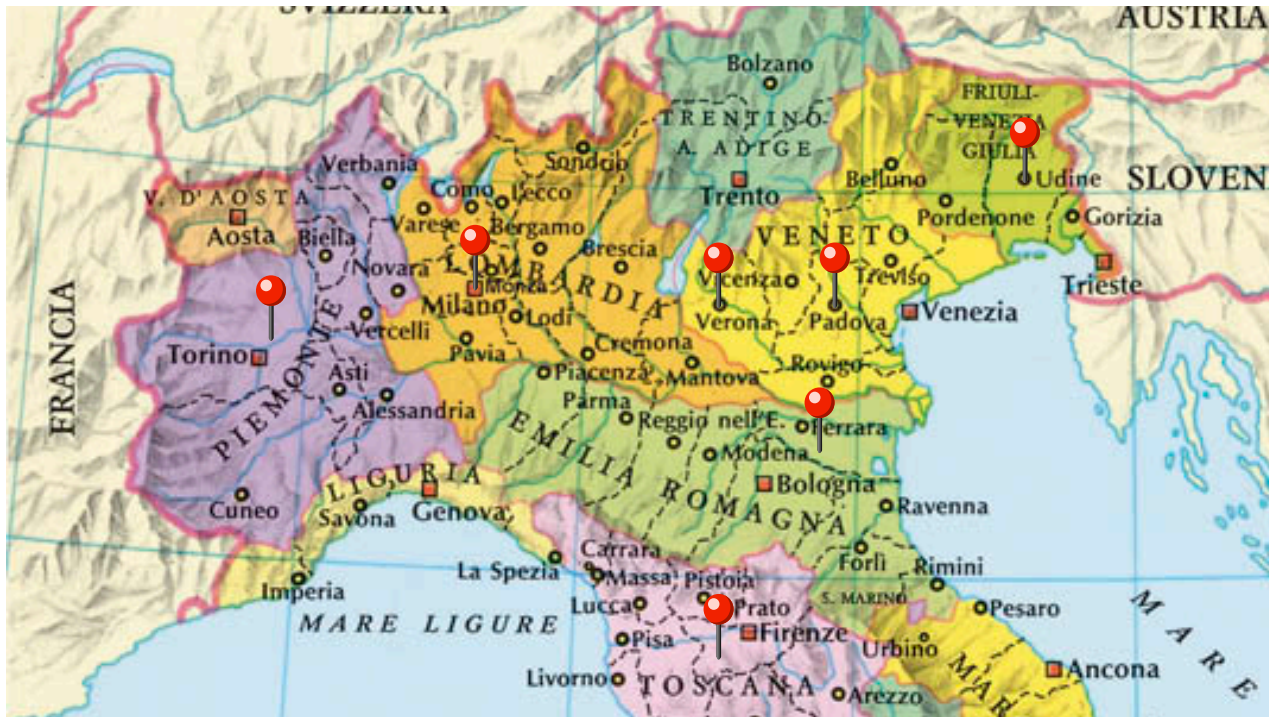 SVIZZERA
AUSTRIA
Bolzano
FRIULI-
VENEZIA
GIULIA
TRENTINO-
A. ADIGE
Verbania
Sondrio
Trento
Belluno
Udine
SLOVEN
V. D'AOSTA
Aosta
Biella
Como
Lecco
Varese
Bergamo
Brescia
Pordenone
Gorizia
VENETO
Novara
LOMBARDIA
Monza
Vicenza
Treviso
Trieste
FRANCIA
Vercelli
Milano
Lodi
Verona
Padova
Venezia
Torino
PIEMONTE
Asti
Pavia
Cremona
Piacenza
Mantova
Rovigo
Alessandria
Parma
Reggio nell'E.
Ferrara
Modena
EMILIA ROMAGNA
Bologna
Cuneo
LIGURIA
Savona
Genova
Ravenna
Imperia
La Spezia
Carrara
Massa
Pistoia
Forlì
Rimini
S. MARINO
MARE LIGURE
Lucca
Prato
Pesaro
Pisa
Firenze
Urbino
MARE
Livorno
TOSCANA
Arezzo
MAR
Ancona